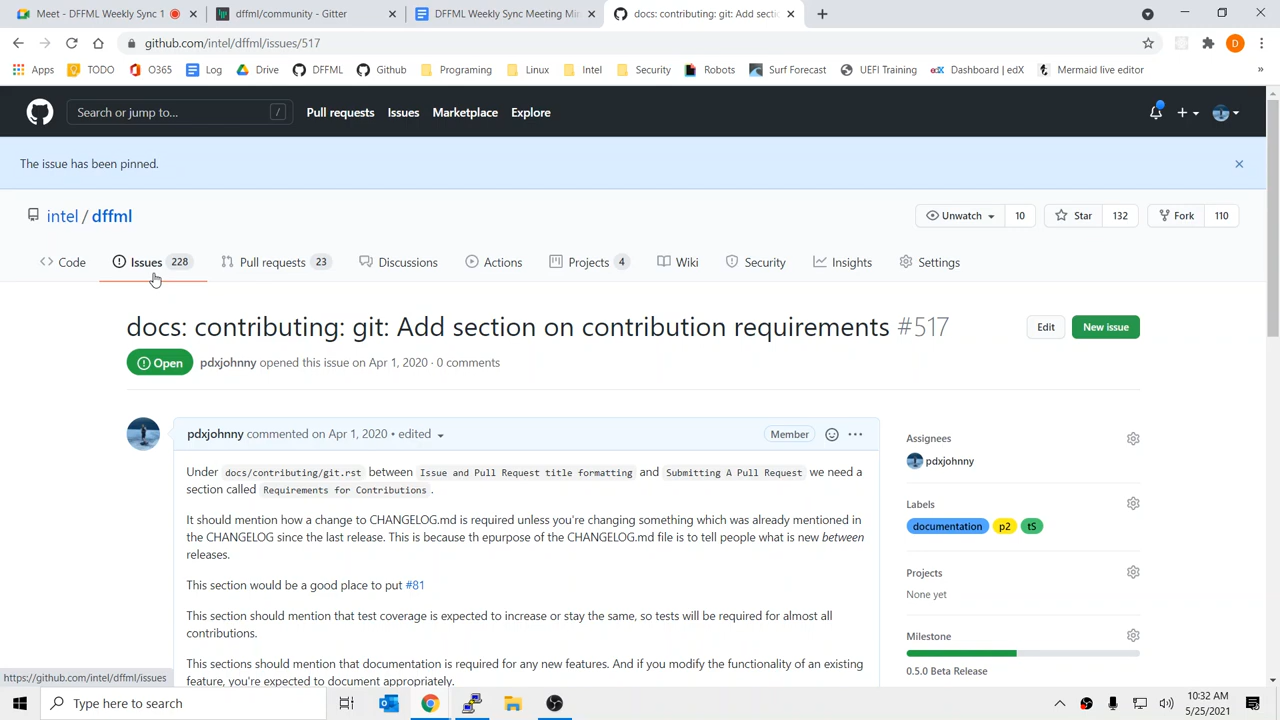 Meet - DFFML Weekly Sync 1
dffml/community - Gitter
DFFML Weekly Sync Meeting Min
docs: contributing: git: Add secti
github.com/intel/dffml/issues/517
Apps
TODO
O365
Log
Drive
DFFML
Github
Programing
Linux
Intel
Security
Robots
Surf Forecast
UEFI Training
edX
Dashboard | edX
Mermaid live editor
»
Search or jump to...
/
Pull requests
Issues
Marketplace
Explore
The issue has been pinned.
intel / dffml
Unwatch
10
Star
132
Fork
110
Code
Issues 228
Pull requests 23
Discussions
Actions
Projects 4
Wiki
Security
Insights
Settings
docs: contributing: git: Add section on contribution requirements #517
Edit
New issue
Open
pdxjohnny opened this issue on Apr 1, 2020 · 0 comments
pdxjohnny commented on Apr 1, 2020 • edited
Member
Under docs/contributing/git.rst between Issue and Pull Request title formatting and Submitting A Pull Request we need a
section called Requirements for Contributions .
It should mention how a change to CHANGELOG.md is required unless you're changing something which was already mentioned in
the CHANGELOG since the last release. This is because th epurpose of the CHANGELOG.md file is to tell people what is new between
releases.
This section would be a good place to put #81
This section should mention that test coverage is expected to increase or stay the same, so tests will be required for almost all
contributions.
This sections should mention that documentation is required for any new features. And if you modify the functionality of an existing
feature, you're expected to document appropriately.
Assignees
pdxjohnny
Labels
documentation p2 tS
Projects
None yet
Milestone
0.5.0 Beta Release
https://github.com/intel/dffml/issues
Type here to search
10:32 AM
5/25/2021